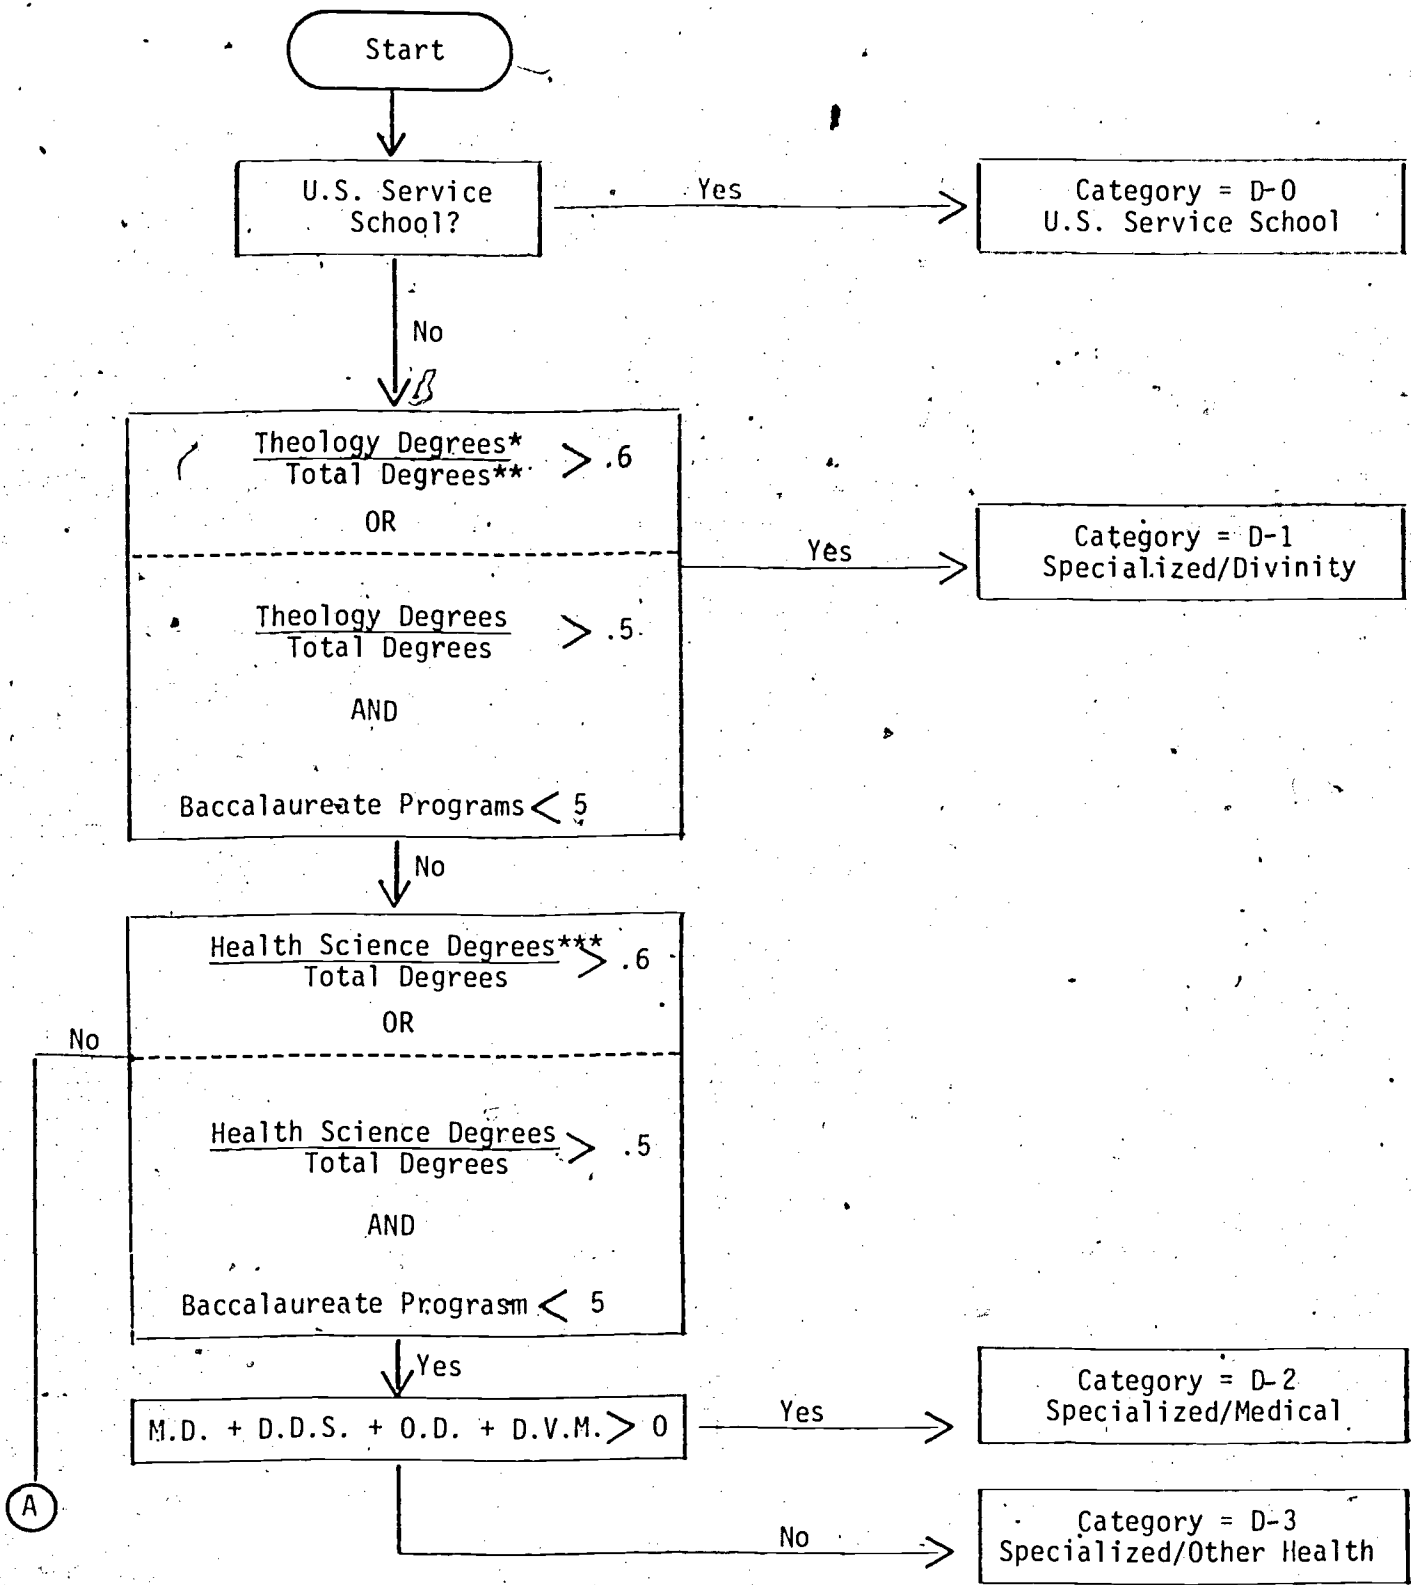 Start
U.S. Service
School?
Yes
Category = D-0
U.S. Service School
No
Theology Degrees*
Total Degrees**
> .6
OR
Theology Degrees
Total Degrees
> .5
AND
Baccalaureate Programs < 5
Yes
Category = D-1
Specialized/Divinity
No
Health Science Degrees***
Total Degrees
> .6
OR
No
Health Science Degrees
Total Degrees
> .5
AND
Baccalaureate Prograsm < 5
Yes
M.D. + D.D.S. + O.D. + D.V.M. > 0
Yes
Category = D-2
Specialized/Medical
A
No
Category = D-3
Specialized/Other Health